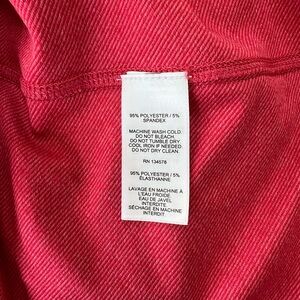 95% POLYESTER / 5%
SPANDEX
MACHINE WASH COLD
DO NOT BLEACH.
DO NOT TUMBLE DRY
COOL IRON IF NEEDED
DO NOT DRY CLEAN
RN 134578
95% POLYESTER / 5%
ÉLASTHANNE
LAVAGE EN MACHINE À
L'EAU FROIDE.
EAU DE JAVEL
INTERDITE.
SÉCHAGE EN MACHINE
INTERDIT